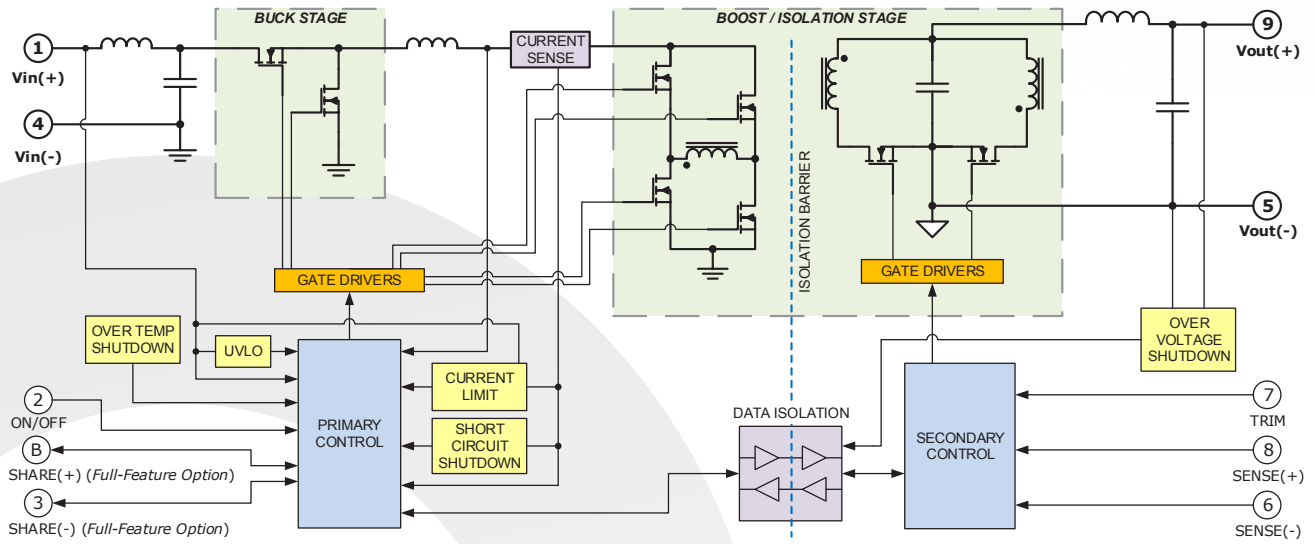 BUCK STAGE
BOOST / ISOLATION STAGE
1
Vin(+)
CURRENT
SENSE
9
Vout(+)
4
Vin(-)
ISOLATION BARRIER
5
Vout(-)
GATE DRIVERS
GATE DRIVERS
OVER TEMP
SHUTDOWN
UVLO
OVER
VOLTAGE
SHUTDOWN
CURRENT
LIMIT
2
ON/OFF
PRIMARY
CONTROL
SHORT
CIRCUIT
SHUTDOWN
DATA ISOLATION
SECONDARY
CONTROL
7
TRIM
B
SHARE(+) (Full-Feature Option)
8
SENSE(+)
3
SHARE(-) (Full-Feature Option)
6
SENSE(-)